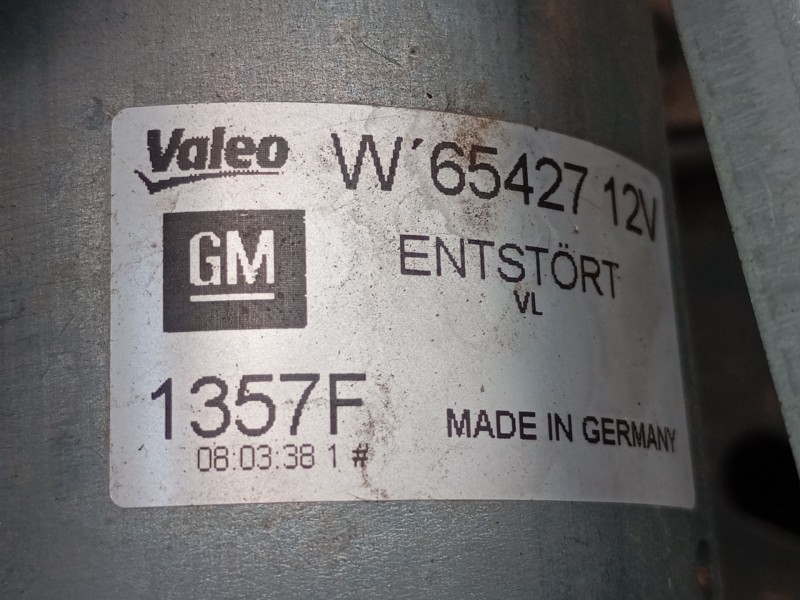 Valeo W´65427 12V
GM ENTSTÖRT
VL
1357F MADE IN GERMANY
08:03:38 1 #